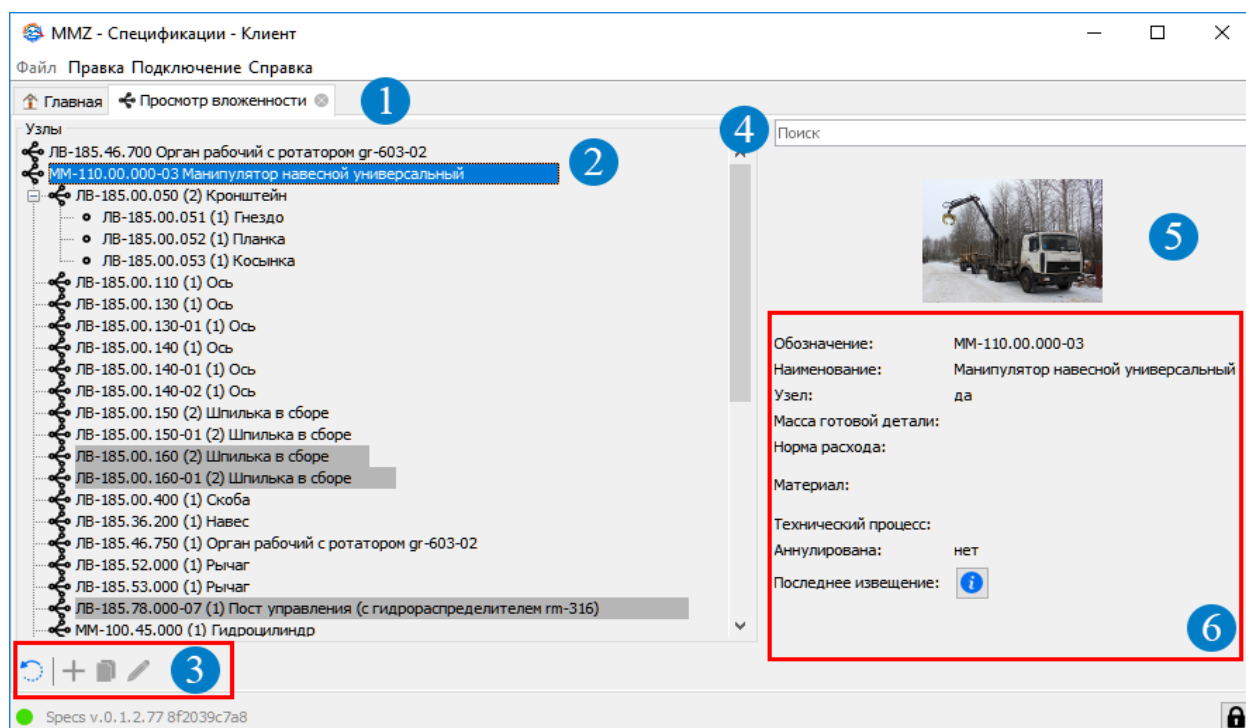 MMZ - Спецификации - Клиент
Файл Правка Подключение Справка
Главная Просмотр вложенности 1
Узлы
4 Поиск
ЛВ-185.46.700 Орган рабочий с ротатором gr-603-02
2
ММ-110.00.000-03 Манипулятор навесной универсальный
ЛВ-185.00.050 (2) Кронштейн
ЛВ-185.00.051 (1) Гнездо
ЛВ-185.00.052 (1) Планка
ЛВ-185.00.053 (1) Косынка
ЛВ-185.00.110 (1) Ось
ЛВ-185.00.130 (1) Ось
ЛВ-185.00.130-01 (1) Ось
ЛВ-185.00.140 (1) Ось
ЛВ-185.00.140-01 (1) Ось
ЛВ-185.00.140-02 (1) Ось
ЛВ-185.00.150 (2) Шпилька в сборе
ЛВ-185.00.150-01 (2) Шпилька в сборе
ЛВ-185.00.160 (2) Шпилька в сборе
ЛВ-185.00.160-01 (2) Шпилька в сборе
ЛВ-185.00.400 (1) Скоба
ЛВ-185.36.200 (1) Навес
ЛВ-185.46.750 (1) Орган рабочий с ротатором gr-603-02
ЛВ-185.52.000 (1) Рычаг
ЛВ-185.53.000 (1) Рычаг
ЛВ-185.78.000-07 (1) Пост управления (с гидрораспределителем rm-316)
ММ-100.45.000 (1) Гидроцилиндр
3
5
Обозначение: ММ-110.00.000-03
Наименование: Манипулятор навесной универсальный
Узел: да
Масса готовой детали:
Норма расхода:
Материал:
Технический процесс:
Аннулирована: нет
Последнее извещение:
6
Specs v.0.1.2.77 8f2039c7a8